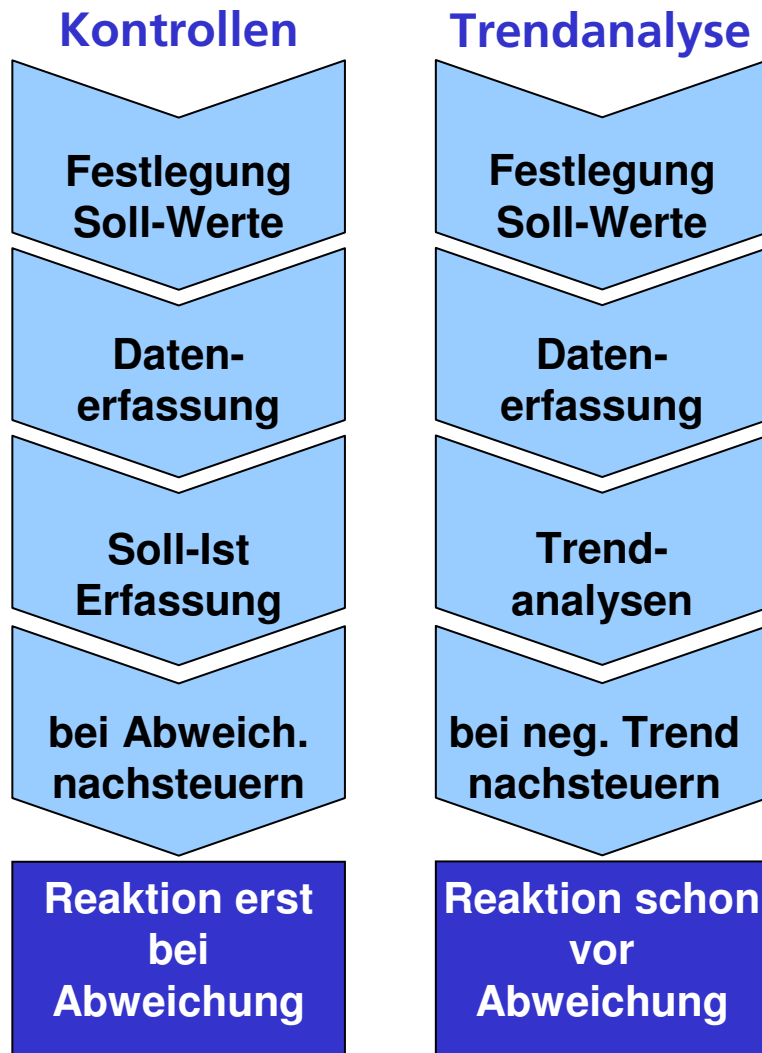 Kontrollen
Festlegung
Soll-Werte
Daten-
erfassung
Soll-Ist
Erfassung
bei Abweich.
nachsteuern
Reaktion erst
bei
Abweichung
Trendanalyse
Festlegung
Soll-Werte
Daten-
erfassung
Trend-
analysen
bei neg. Trend
nachsteuern
Reaktion schon
vor
Abweichung